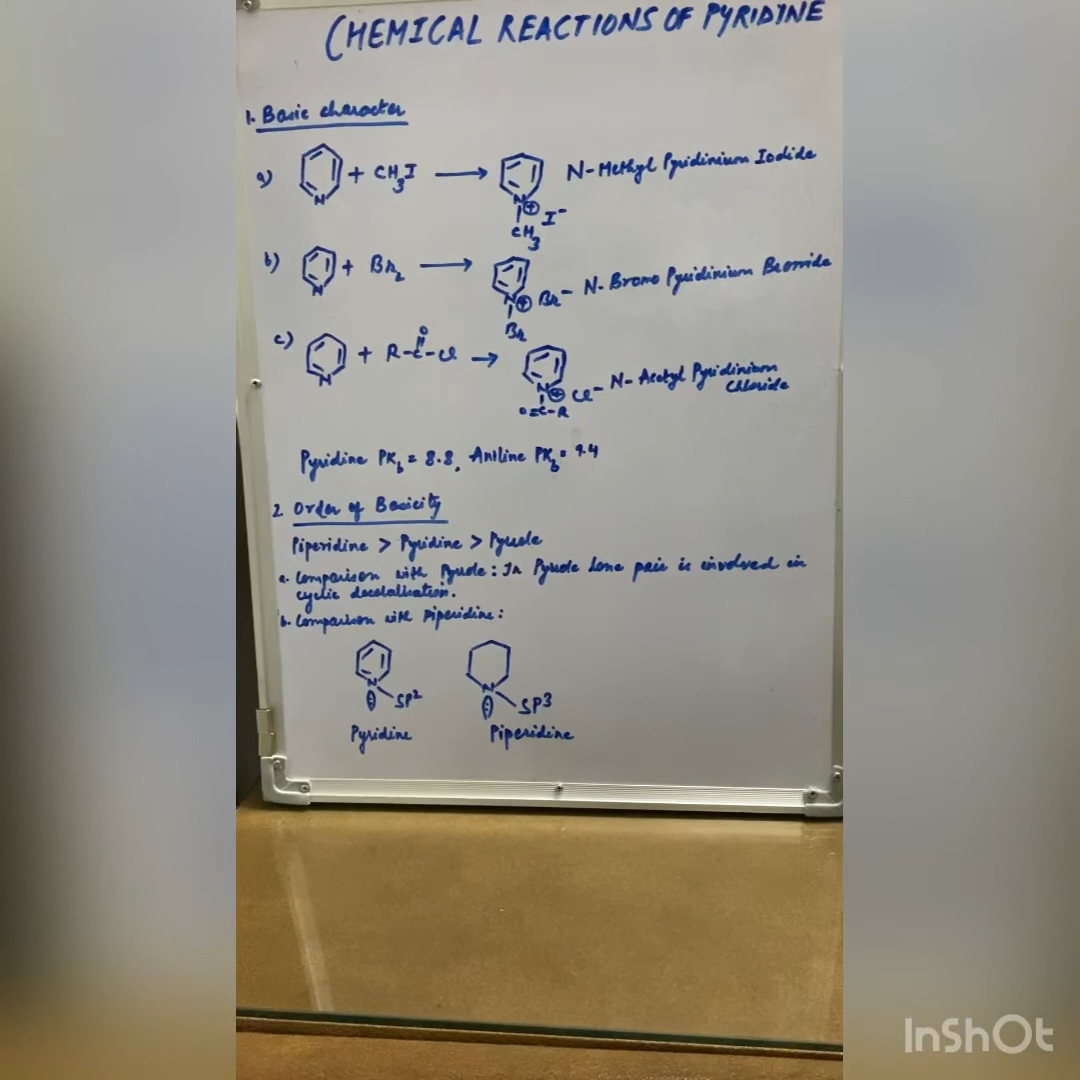 CHEMICAL REACTIONS OF PYRIDINE
1. Basic character
a) N + CH3I → N ⊕ I⁻ CH3 N-Methyl Pyridinium Iodide
b) N + Br2 → N ⊕ Br⁻ Br N-Bromo Pyridinium Bromide
c) N + R-C-Cl O → N ⊕ Cl⁻ O=C-R N-Acetyl Pyridinium
Chloride
Pyridine PKb = 8.8, Aniline PKb = 9.4
2. Order of Basicity
Piperidine > Pyridine > Pyrrole
a. Comparison with Pyrrole: In Pyrrole lone pair is involved in
cyclic decolalisation.
b. Comparison with Piperidine:
N SP2 N SP3
Pyridine Piperidine
InShOt